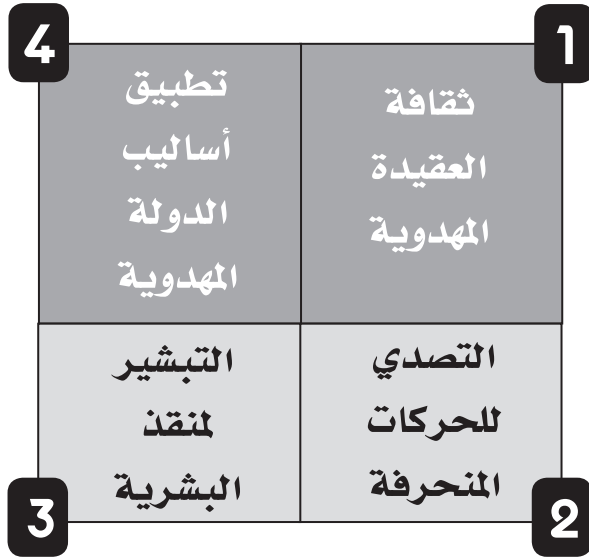 1
ثقافة
العقيدة
المهدوية
2
التصدي
للحركات
المنحرفة
3
التبشير
لمنقذ
البشرية
4
تطبيق
أساليب
الدولة
المهدوية